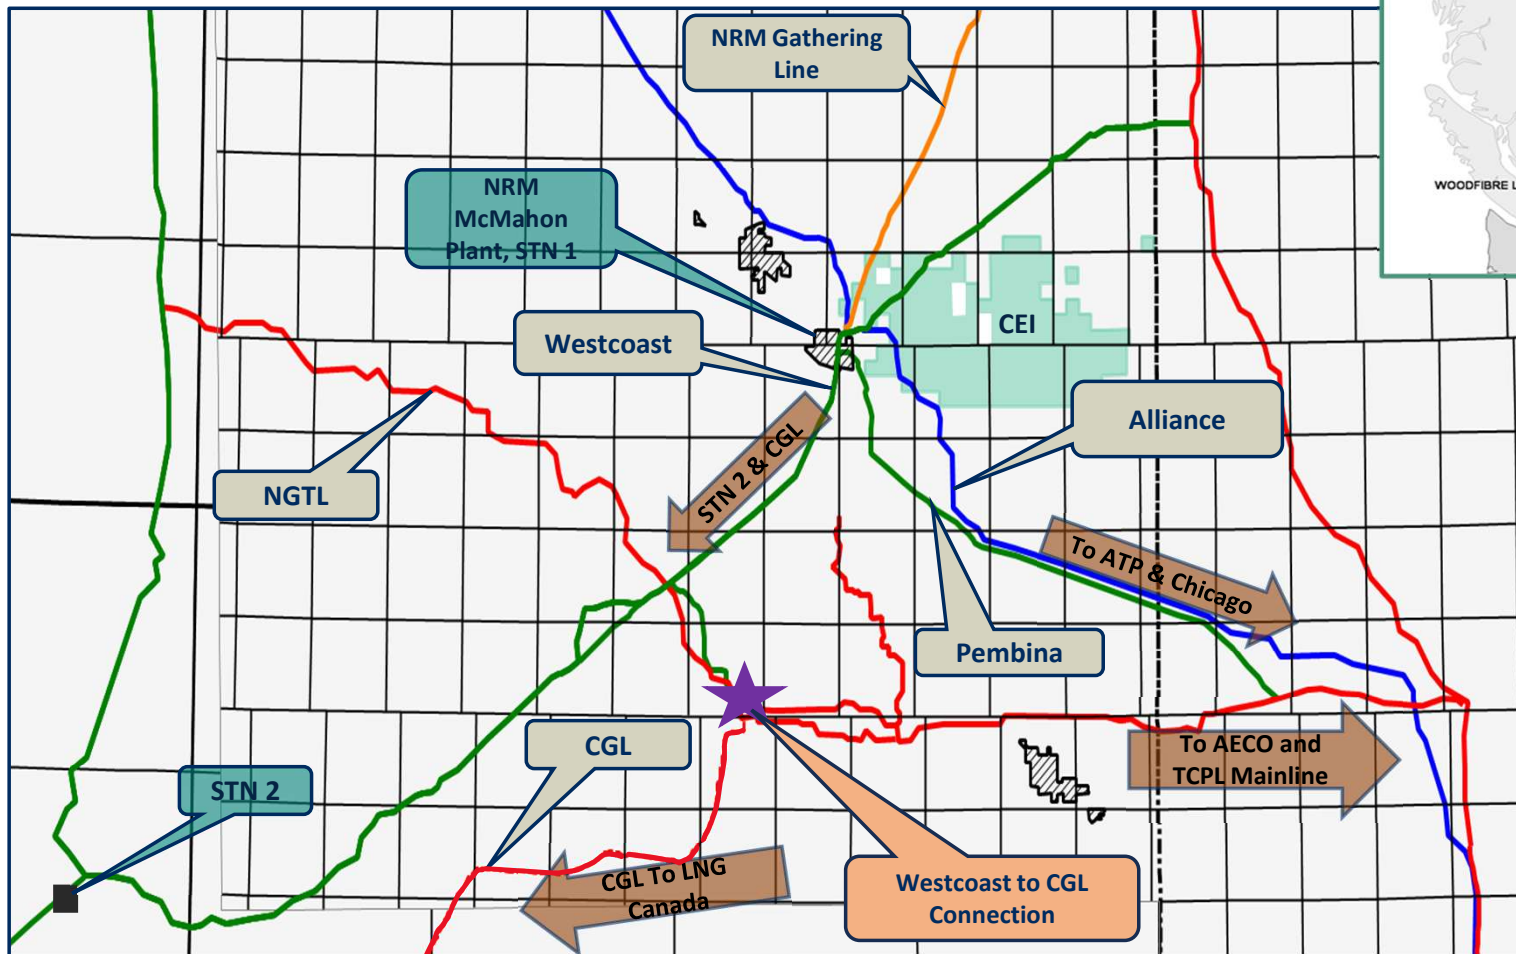 NRM Gathering
Line
WOODFIBRE L
NRM
McMahon
Plant, STN 1
Westcoast
CEI
Alliance
STN 2 & CGL
NGTL
To ATP & Chicago
Pembina
CGL
To AECO and
TCPL Mainline
STN 2
CGL To LNG
Canada
Westcoast to CGL
Connection